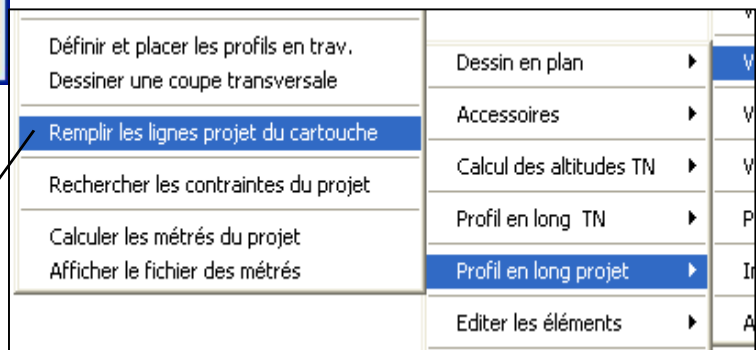 Définir et placer les profils en trav.
Dessiner une coupe transversale
Remplir les lignes projet du cartouche
Rechercher les contraintes du projet
Calculer les métrés du projet
Afficher le fichier des métrés
Dessin en plan
Accessoires
Calcul des altitudes TN
Profil en long TN
Profil en long projet
Editer les éléments